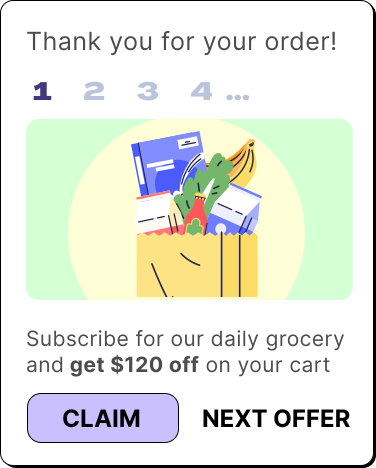 Thank you for your order!
1 2 3 4 ...
Subscribe for our daily grocery
and get $120 off on your cart
CLAIM NEXT OFFER